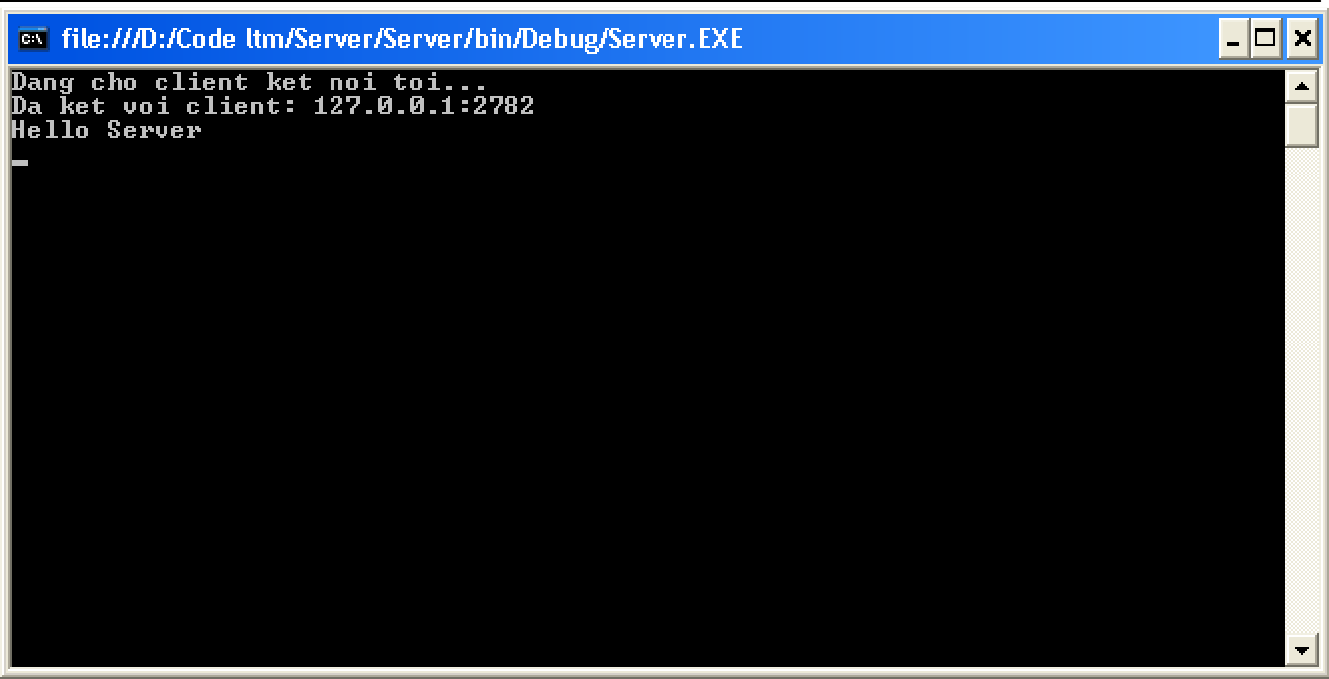 file:///D:/Code ltm/Server/Server/bin/Debug/Server.EXE
Dang cho client ket noi toi...
Da ket voi client: 127.0.0.1:2782
Hello Server